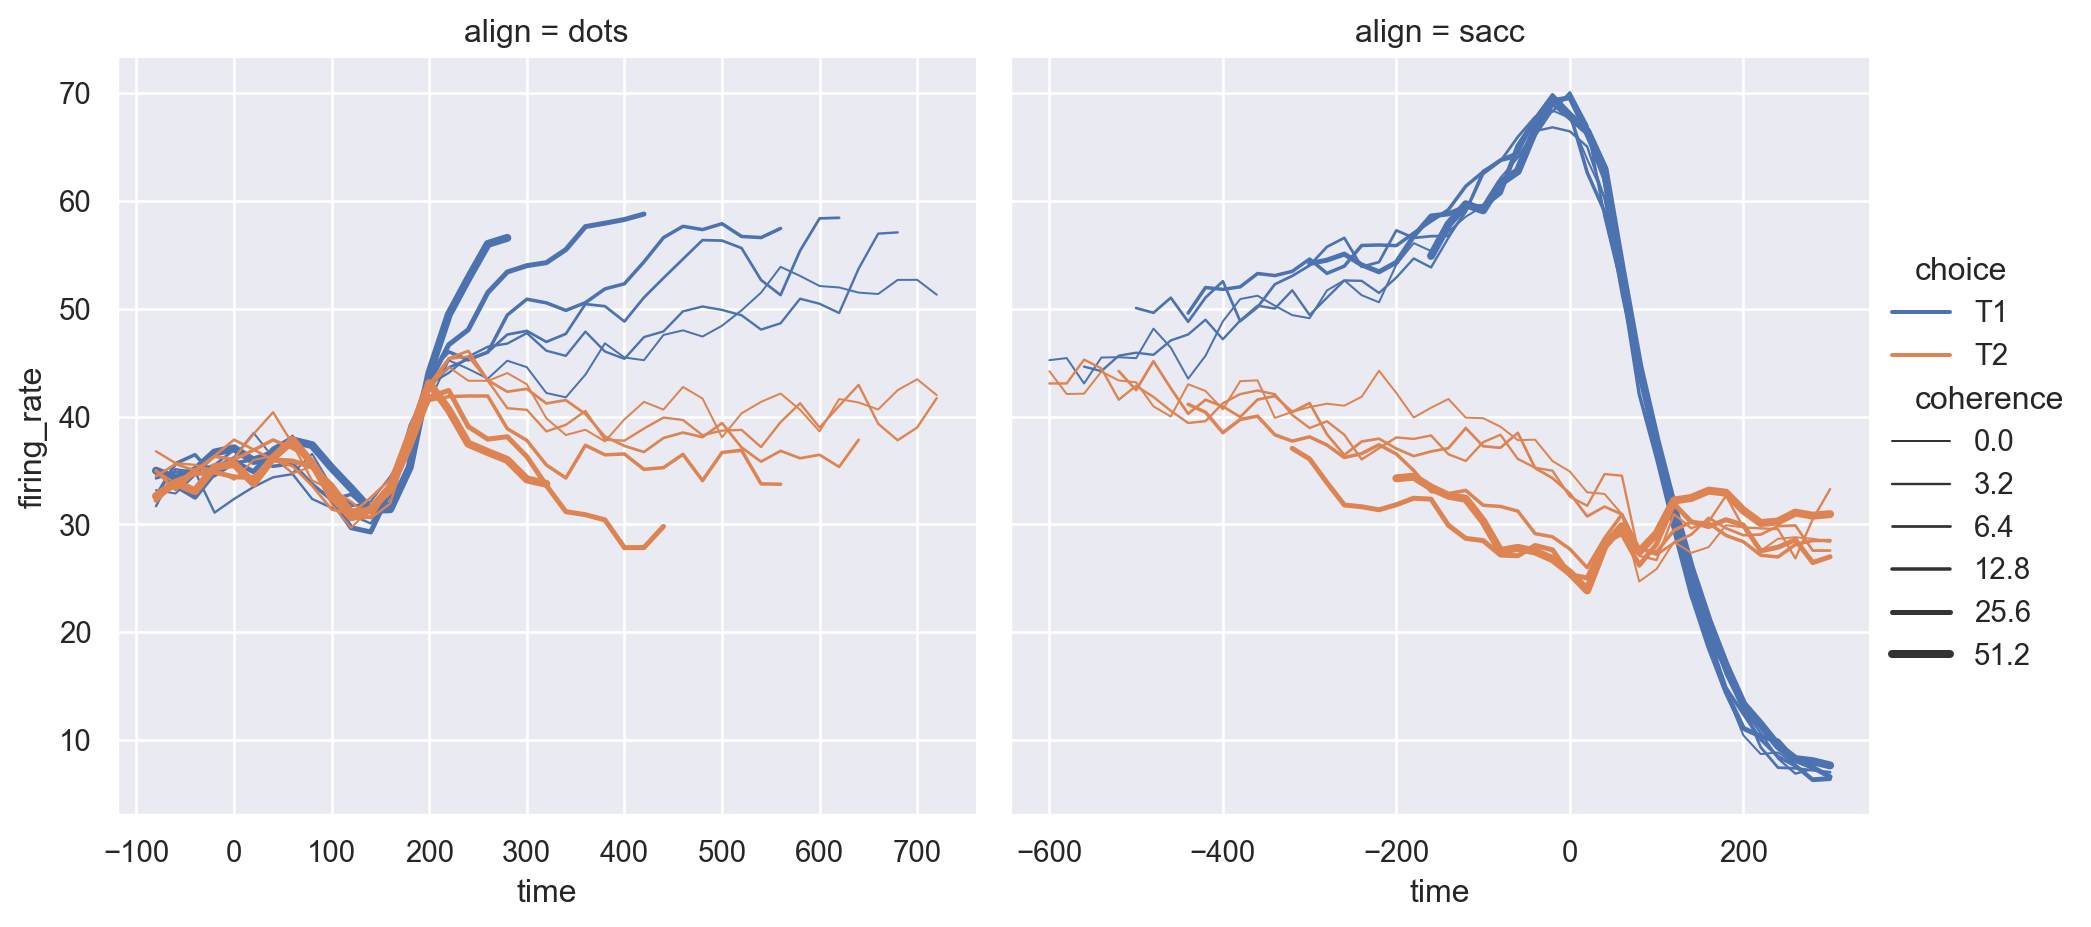 align = dots
align = sacc
firing_rate
70
60
50
40
30
20
10
−100 0 100 200 300 400 500 600 700
time
−600 −400 −200 0 200
time
choice
T1
T2
coherence
0.0
3.2
6.4
12.8
25.6
51.2